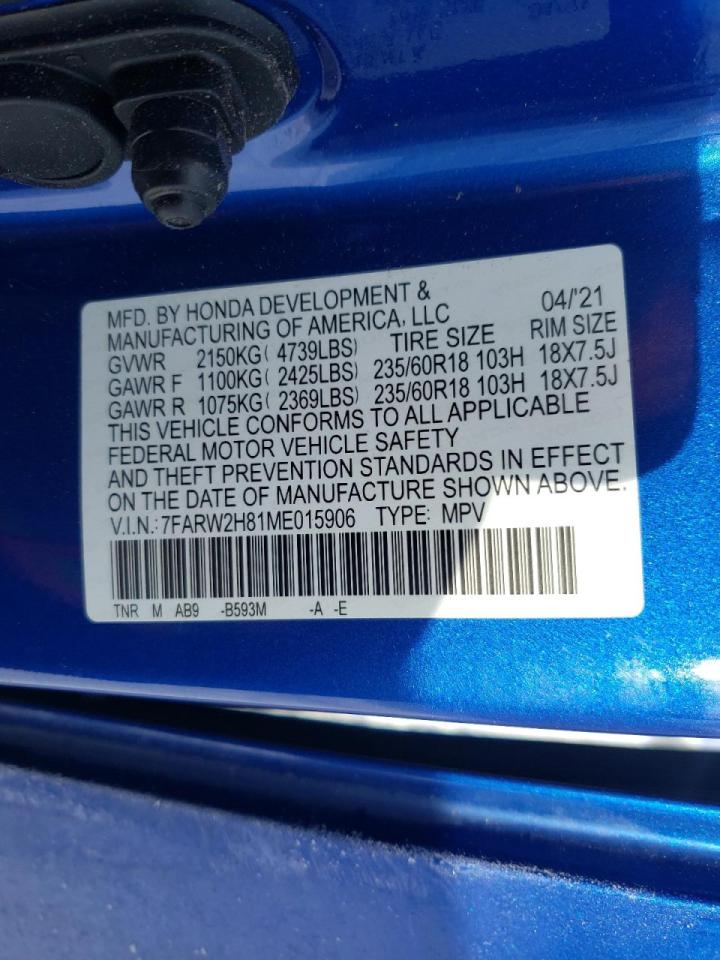 MFD. BY HONDA DEVELOPMENT & 04/'21
MANUFACTURING OF AMERICA, LLC
GVWR 2150KG( 4739LBS) TIRE SIZE RIM SIZE
GAWR F 1100KG( 2425LBS) 235/60R18 103H 18X7.5J
GAWR R 1075KG( 2369LBS) 235/60R18 103H 18X7.5J
THIS VEHICLE CONFORMS TO ALL APPLICABLE
FEDERAL MOTOR VEHICLE SAFETY
AND THEFT PREVENTION STANDARDS IN EFFECT
ON THE DATE OF MANUFACTURE SHOWN ABOVE.
V.I.N.: 7FARW2H81ME015906 TYPE: MPV
TNR M AB9 -B593M -A -E